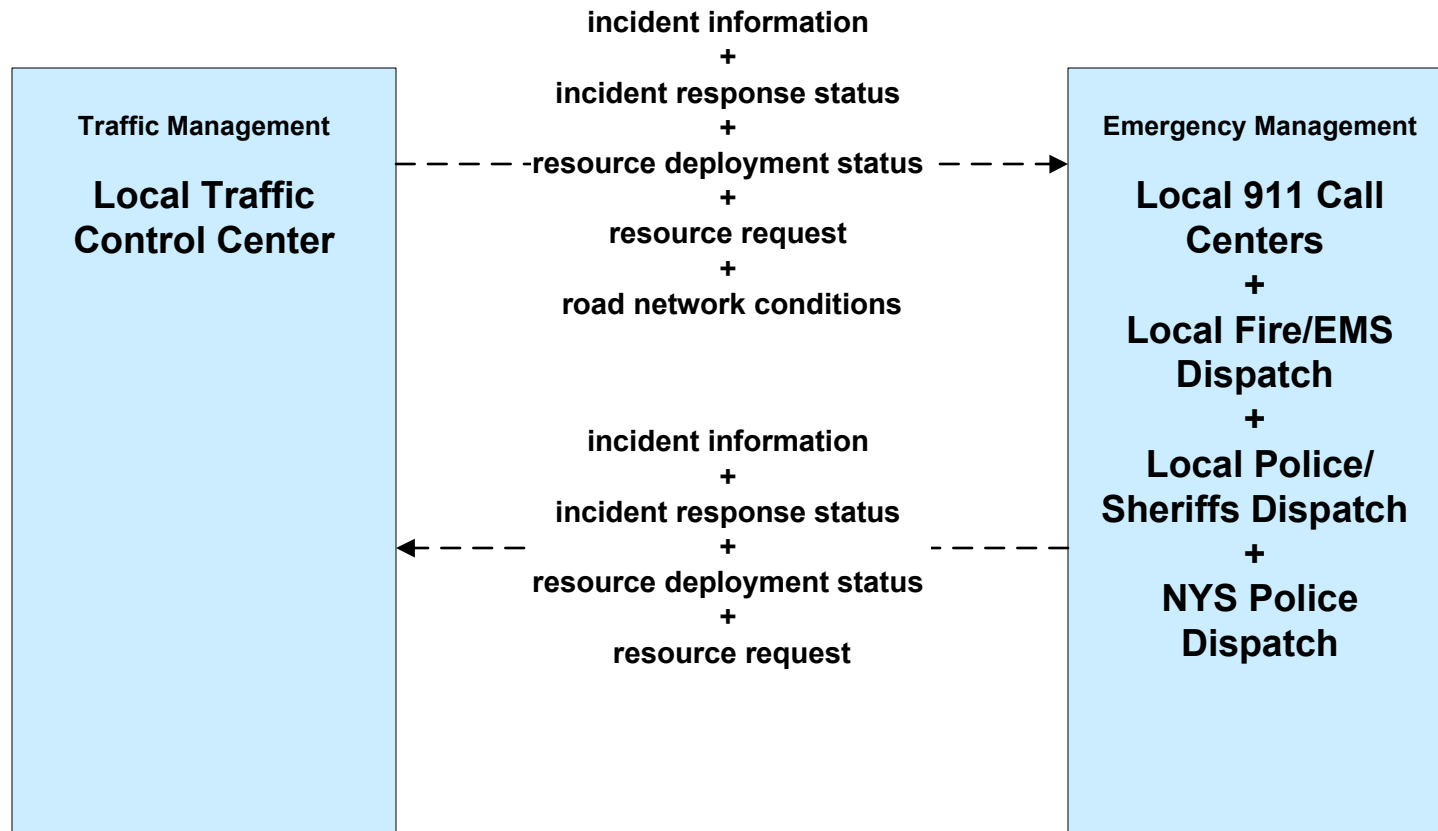 Traffic Management
Local Traffic
Control Center
incident information
+
incident response status
+
resource deployment status
+
resource request
+
road network conditions
incident information
+
incident response status
+
resource deployment status
+
resource request
Emergency Management
Local 911 Call
Centers
+
Local Fire/EMS
Dispatch
+
Local Police/
Sheriffs Dispatch
+
NYS Police
Dispatch